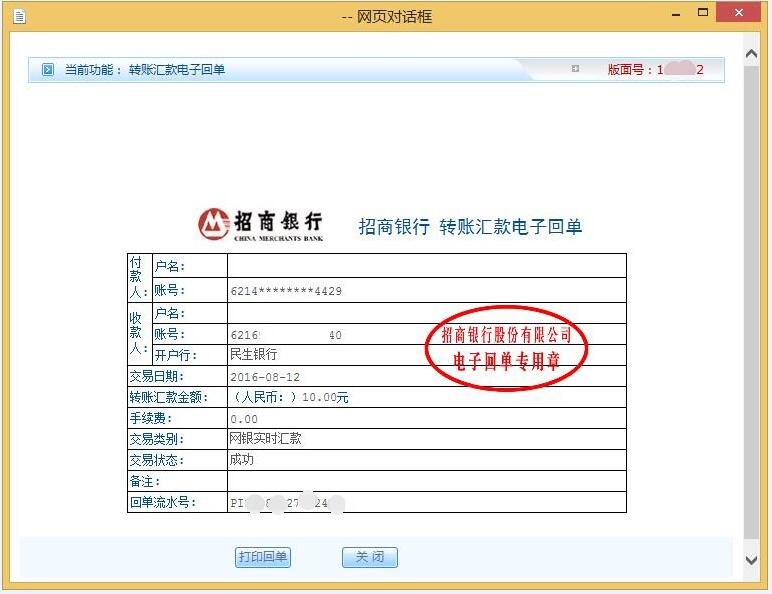 -- 网页对话框
当前功能： 转账汇款电子回单
版面号：1 2
招商银行
CHINA MERCHANTS BANK
招商银行 转账汇款电子回单
付款人：
户名：
账号： 6214********4429
收款人：
户名：
账号： 6216 40
开户行： 民生银行
招商银行股份有限公司
电子回单专用章
交易日期： 2016-08-12
转账汇款金额： （人民币：）10.00元
手续费： 0.00
交易类别： 网银实时汇款
交易状态： 成功
备注：
回单流水号： PI 8 27 24
打印回单 关 闭